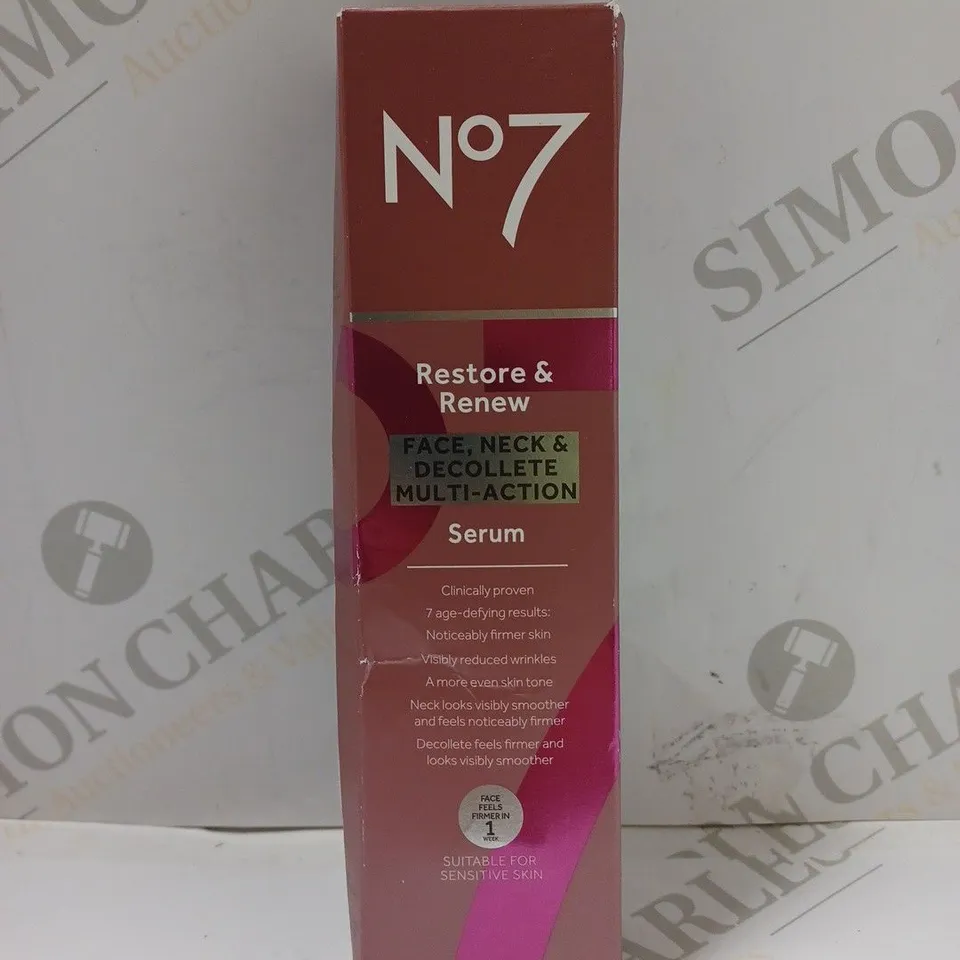 Nº7
Restore &
Renew
FACE, NECK &
DECOLLETE
MULTI-ACTION
Serum
Clinically proven
7 age-defying results:
Noticeably firmer skin
Visibly reduced wrinkles
A more even skin tone
Neck looks visibly smoother
and feels noticeably firmer
Decollete feels firmer and
looks visibly smoother
FACE
FEELS
FIRMER IN
1
WEEK
SUITABLE FOR
SENSITIVE SKIN